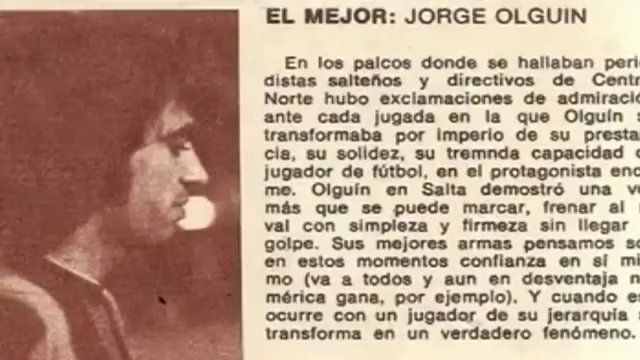 EL MEJOR: JORGE OLGUIN
En los palcos donde se hallaban perio
distas salteños y directivos de Centr
Norte hubo exclamaciones de admiració
ante cada jugada en la que Olguín s
transformaba por imperio de su presta
cia, su solidez, su tremnda capacidad d
jugador de fútbol, en el protagonista eno
me. Olguín en Salta demostró una ve
más que se puede marcar, frenar al
val con simpleza y firmeza sin llegar
golpe. Sus mejores armas pensamos so
en estos momentos confianza en sí mi
mo (va a todos y aun en desventaja n
mérica gana, por ejemplo). Y cuando es
ocurre con un jugador de su jerarquía s
transforma en un verdadero fenómeno.